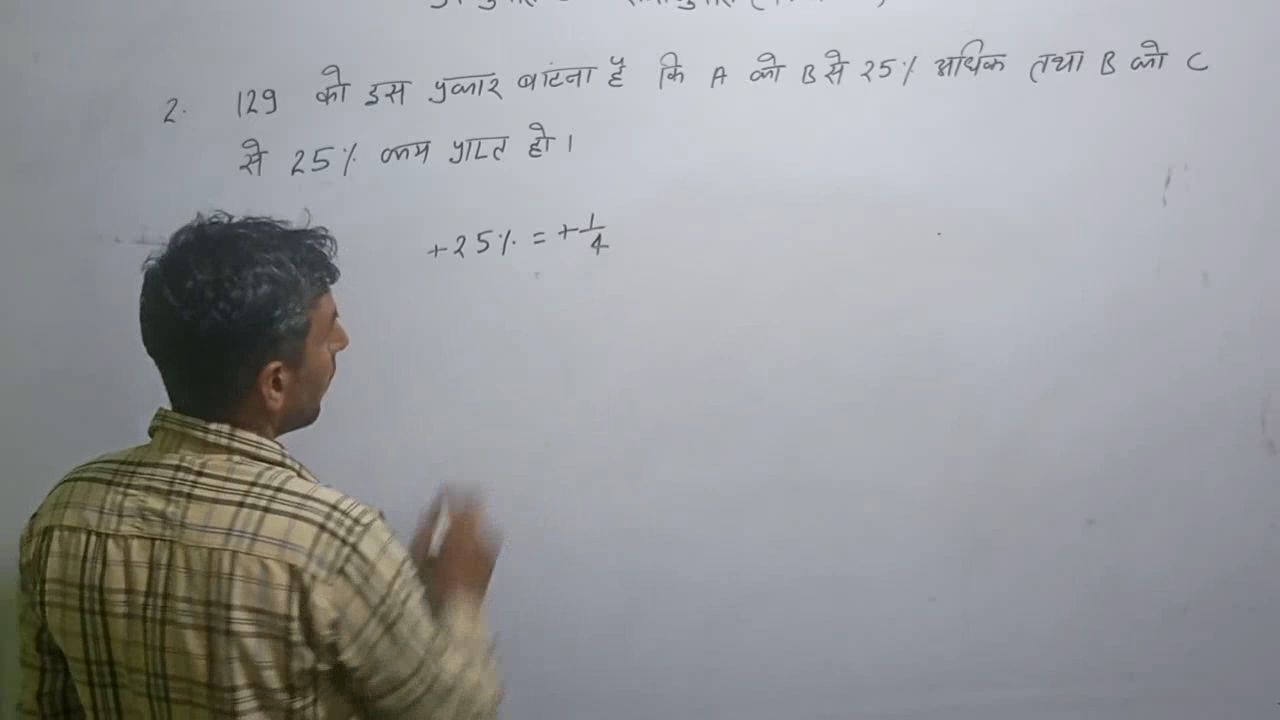 2. 129 को इस प्रकार बांटना है कि A को B से 25% अधिक तथा B को C
से 25% कम प्राप्त हो।
+25% = +1/4